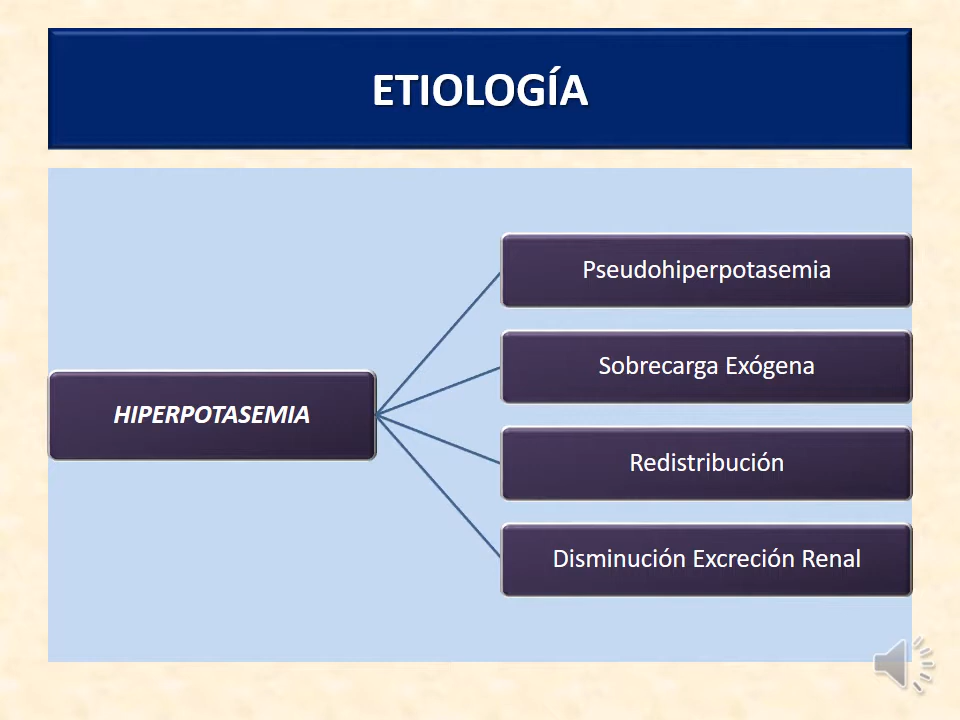 ETIOLOGÍA
Pseudohiperpotasemia
Sobrecarga Exógena
HIPERPOTASEMIA
Redistribución
Disminución Excreción Renal